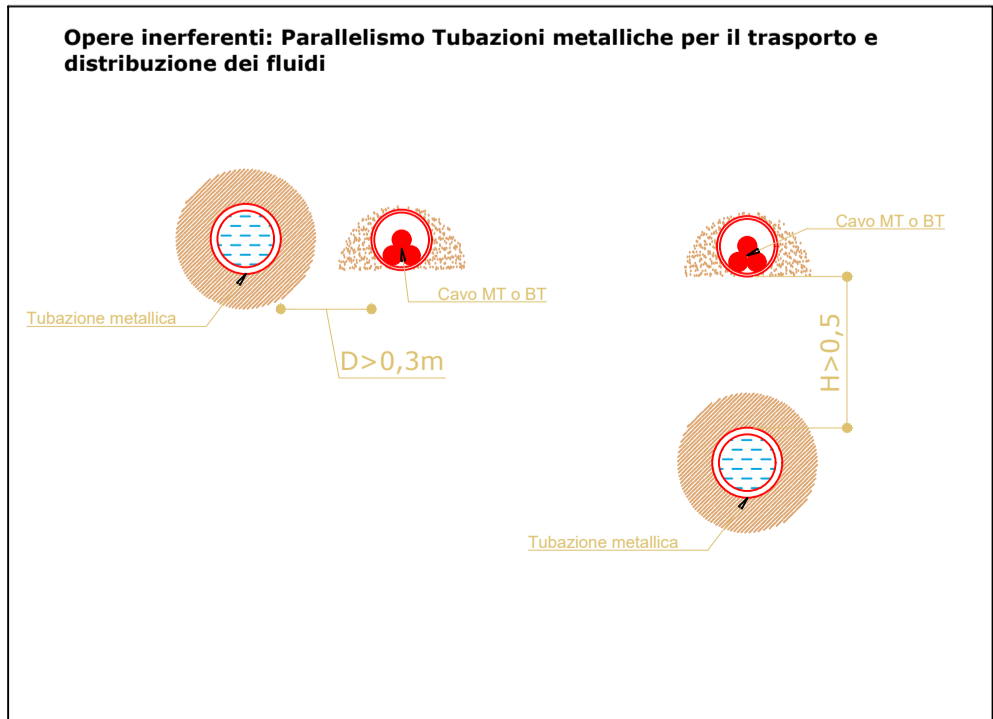 Opere inerferenti: Parallelismo Tubazioni metalliche per il trasporto e
distribuzione dei fluidi
Cavo MT o BT
Cavo MT o BT
Tubazione metallica
D>0,3m
H>0,5
Tubazione metallica